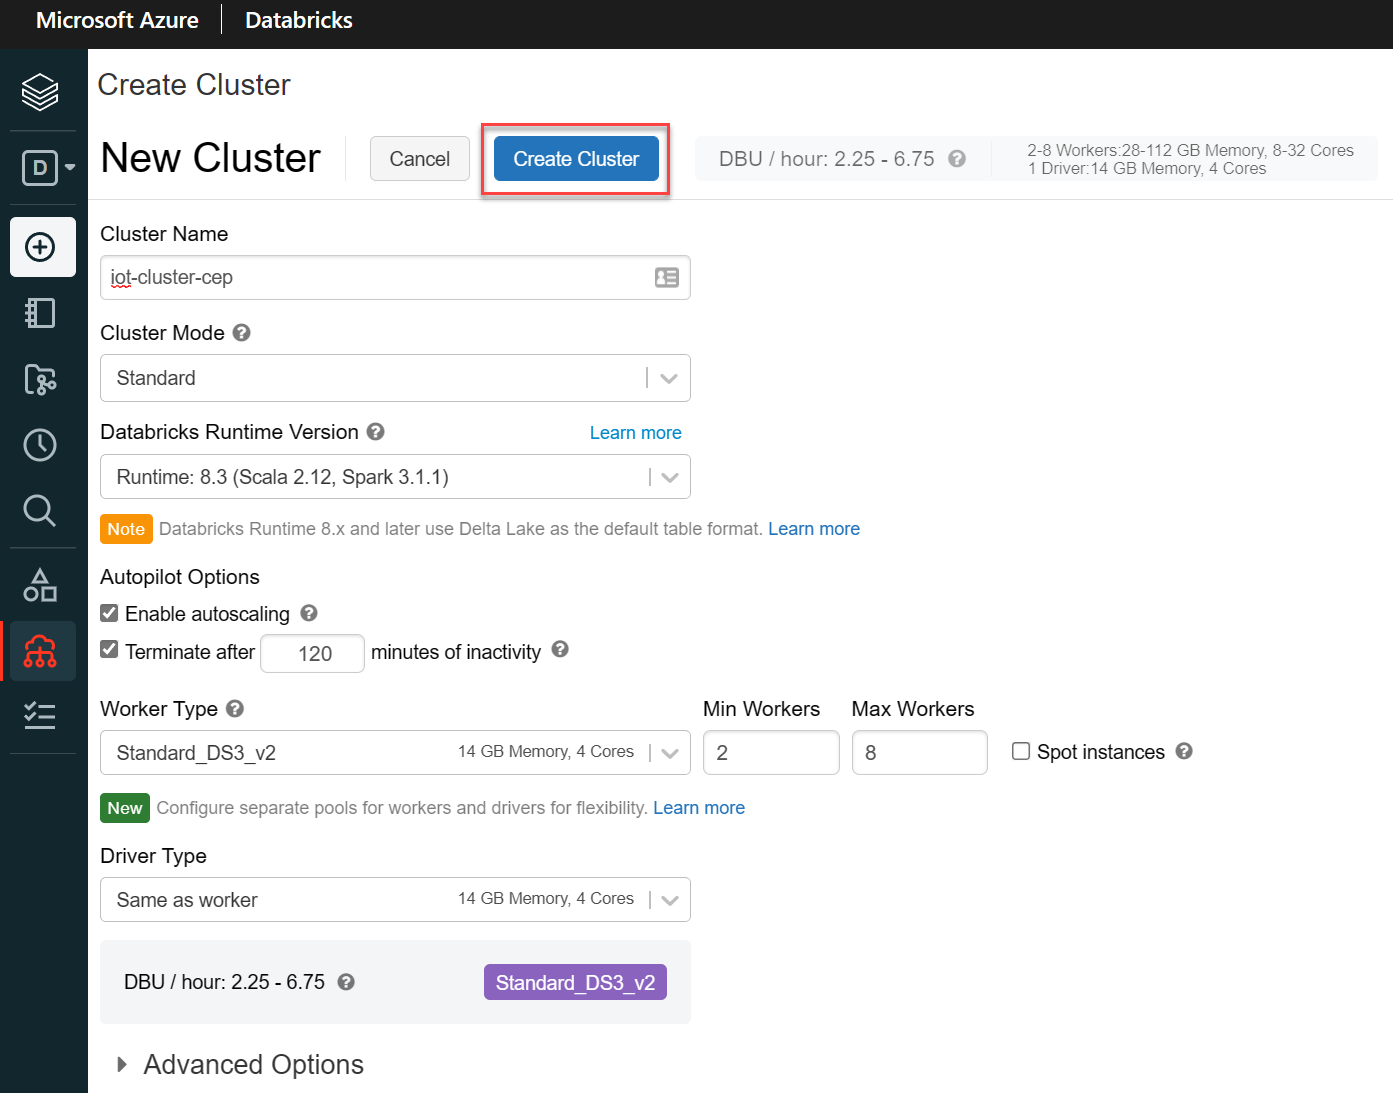 Microsoft Azure Databricks
Create Cluster
D
New Cluster
Cancel
Create Cluster
DBU / hour: 2.25 - 6.75 ?
2-8 Workers:28-112 GB Memory, 8-32 Cores
1 Driver:14 GB Memory, 4 Cores
Cluster Name
iot-cluster-cep
Cluster Mode ?
Standard
Databricks Runtime Version ? Learn more
Runtime: 8.3 (Scala 2.12, Spark 3.1.1)
Note Databricks Runtime 8.x and later use Delta Lake as the default table format. Learn more
Autopilot Options
Enable autoscaling ?
Terminate after 120 minutes of inactivity ?
Worker Type ? Min Workers Max Workers
Standard_DS3_v2 14 GB Memory, 4 Cores 2 8 Spot instances ?
New Configure separate pools for workers and drivers for flexibility. Learn more
Driver Type
Same as worker 14 GB Memory, 4 Cores
DBU / hour: 2.25 - 6.75 ? Standard_DS3_v2
Advanced Options